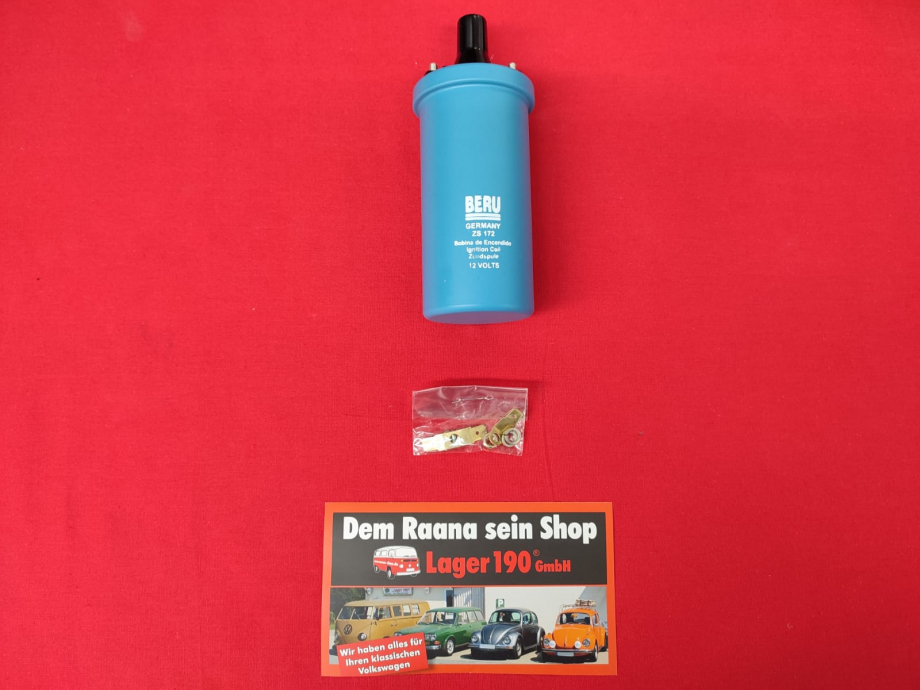 BERU
GERMANY
ZS 172
Bobina de Encendido
Ignition Coil
Zündspule
12 VOLTS
Dem Raana sein Shop
Lager 190® GmbH
Wir haben alles für
Ihren klassischen
Volkswagen